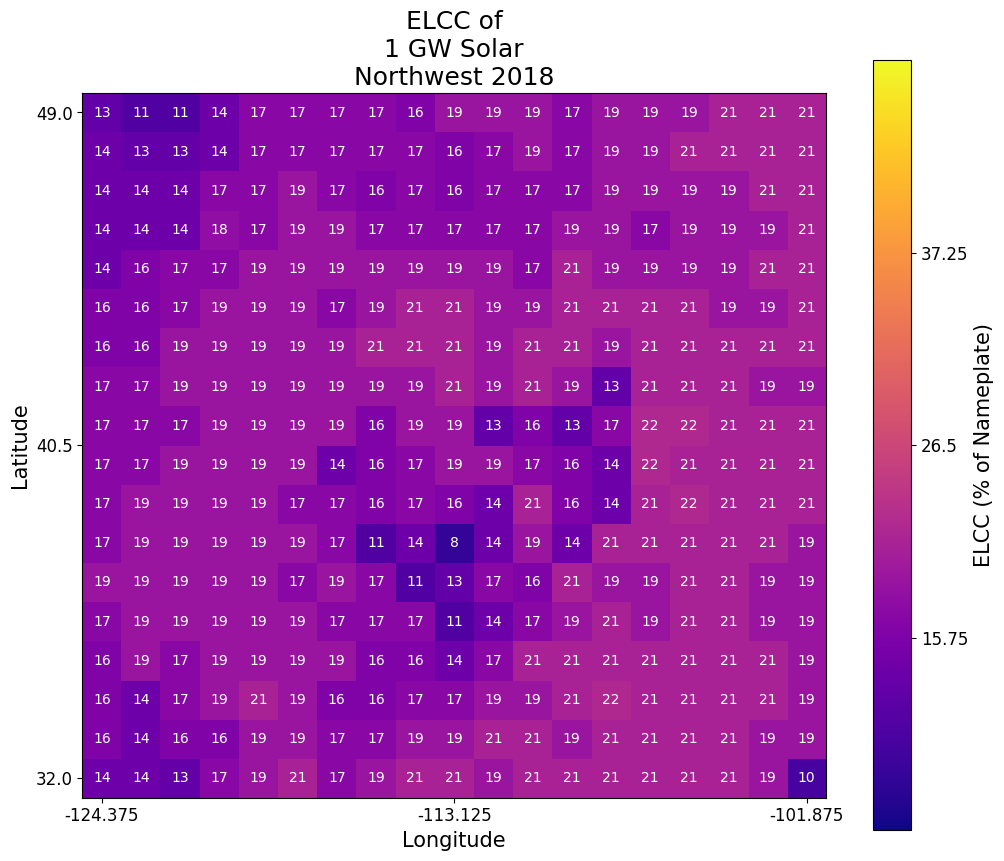 ELCC of
1 GW Solar
Northwest 2018
49.0 13 11 11 14 17 17 17 17 16 19 19 19 17 19 19 19 21 21 21
14 13 13 14 17 17 17 17 17 16 17 19 17 19 19 21 21 21 21
14 14 14 17 17 19 17 16 17 16 17 17 17 19 19 19 19 21 21
14 14 14 18 17 19 19 17 17 17 17 17 19 19 17 19 19 19 21
14 16 17 17 19 19 19 19 19 19 19 17 21 19 19 19 19 21 21
16 16 17 19 19 19 17 19 21 21 19 19 21 21 21 21 19 19 21
16 16 19 19 19 19 19 21 21 21 19 21 21 19 21 21 21 21 21
17 17 19 19 19 19 19 19 19 21 19 21 19 13 21 21 21 19 19
40.5 17 17 17 19 19 19 19 16 19 19 13 16 13 17 22 22 21 21 21
17 17 19 19 19 19 14 16 17 19 19 17 16 14 22 21 21 21 21
17 19 19 19 19 17 17 16 17 16 14 21 16 14 21 22 21 21 21
17 19 19 19 19 19 17 11 14 8 14 19 14 21 21 21 21 21 19
19 19 19 19 19 17 19 17 11 13 17 16 21 19 19 21 21 19 19
17 19 19 19 19 19 17 17 17 11 14 17 19 21 19 21 21 19 19
16 19 17 19 19 19 19 16 16 14 17 21 21 21 21 21 21 21 19
16 14 17 19 21 19 16 16 17 17 19 19 21 22 21 21 21 21 19
16 14 16 16 19 19 17 17 19 19 21 21 19 21 21 21 21 19 19
32.0 14 14 13 17 19 21 17 19 21 21 19 21 21 21 21 21 21 19 10
-124.375 -113.125 -101.875
Longitude
Latitude
37.25
26.5
15.75
ELCC (% of Nameplate)